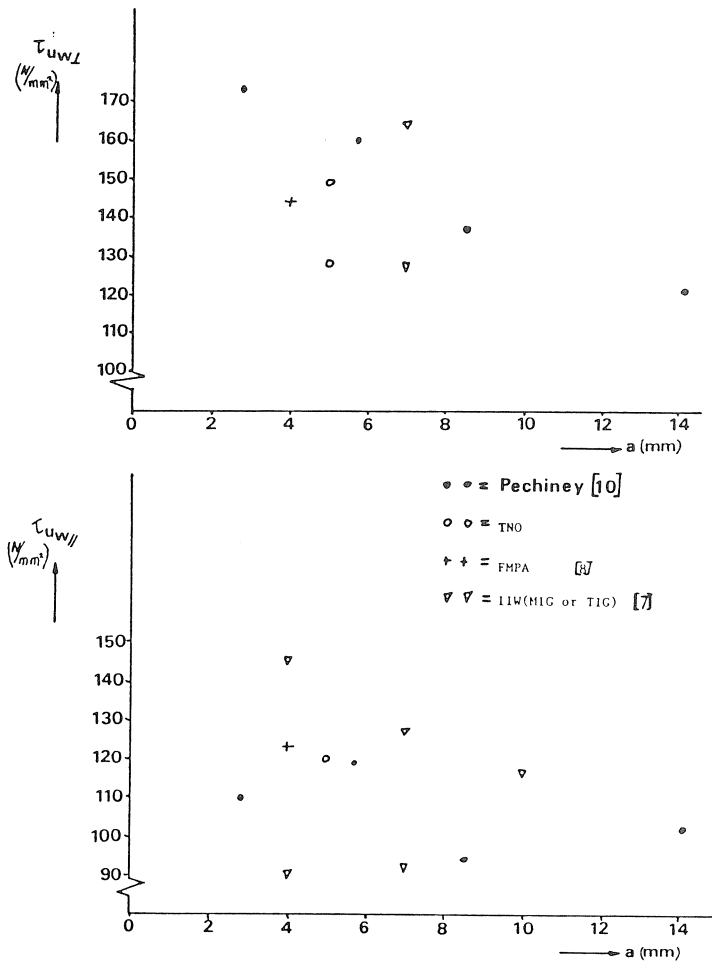 τuw⊥
(N/mm²)
170
160
150
140
130
120
110
100
0 2 4 6 8 10 12 14
a (mm)
● ● = Pechiney [10]
o o = TNO
+ + = FMPA [8]
▽ ▽ = IIW(MIG or TIG) [7]
τuw//
(N/mm²)
150
140
130
120
110
100
90
0 2 4 6 8 10 12 14
a (mm)